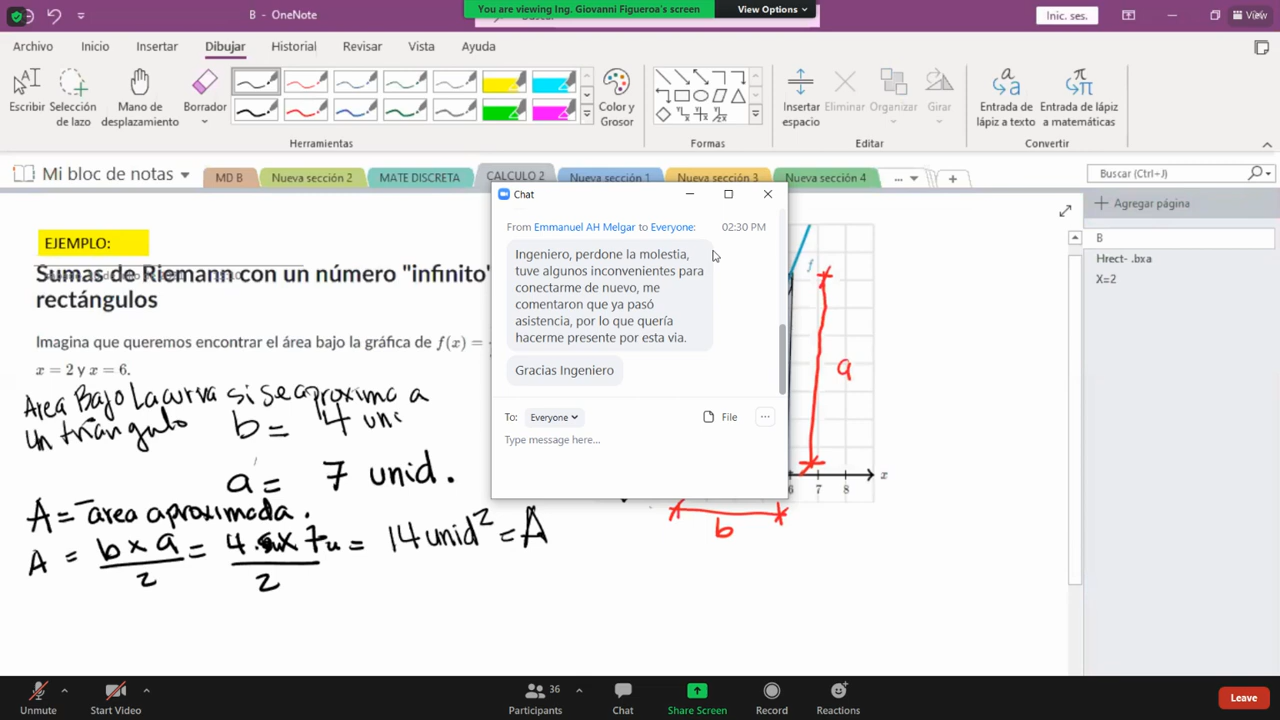 B - OneNote
You are viewing Ing. Giovanni Figueroa's screen
View Options
Inic. ses.
View
Archivo
Inicio
Insertar
Dibujar
Historial
Revisar
Vista
Ayuda
Escribir
Selección de lazo
Mano de desplazamiento
Borrador
Color y Grosor
Insertar espacio
Eliminar
Organizar
Girar
Entrada de lápiz a texto
Entrada de lápiz a matemáticas
Herramientas
Formas
Editar
Convertir
Mi bloc de notas
MD B
Nueva sección 2
MATE DISCRETA
CALCULO 2
Nueva sección 1
Nueva sección 3
Nueva sección 4
Buscar (Ctrl+J)
Agregar página
B
Hrect- .bxa
X=2
EJEMPLO:
Sumas de Riemann con un número "infinito"
rectángulos
Imagina que queremos encontrar el área bajo la gráfica de f(x) =
x = 2 y x = 6.
Area Bajo La curva si se aproxima a
un triángulo b = 4 uni
a = 7 unid.
A = area aproximada.
A = b x a / 2 = 4 x 7u / 2 = 14 unid² = A
Chat
From Emmanuel AH Melgar to Everyone:
02:30 PM
Ingeniero, perdone la molestia,
tuve algunos inconvenientes para
conectarme de nuevo, me
comentaron que ya pasó
asistencia, por lo que quería
hacerme presente por esta via.
Gracias Ingeniero
To: Everyone
File
Type message here...
f
a
6 7 8 x
b
Unmute
Start Video
36
Participants
Chat
Share Screen
Record
Reactions
Leave